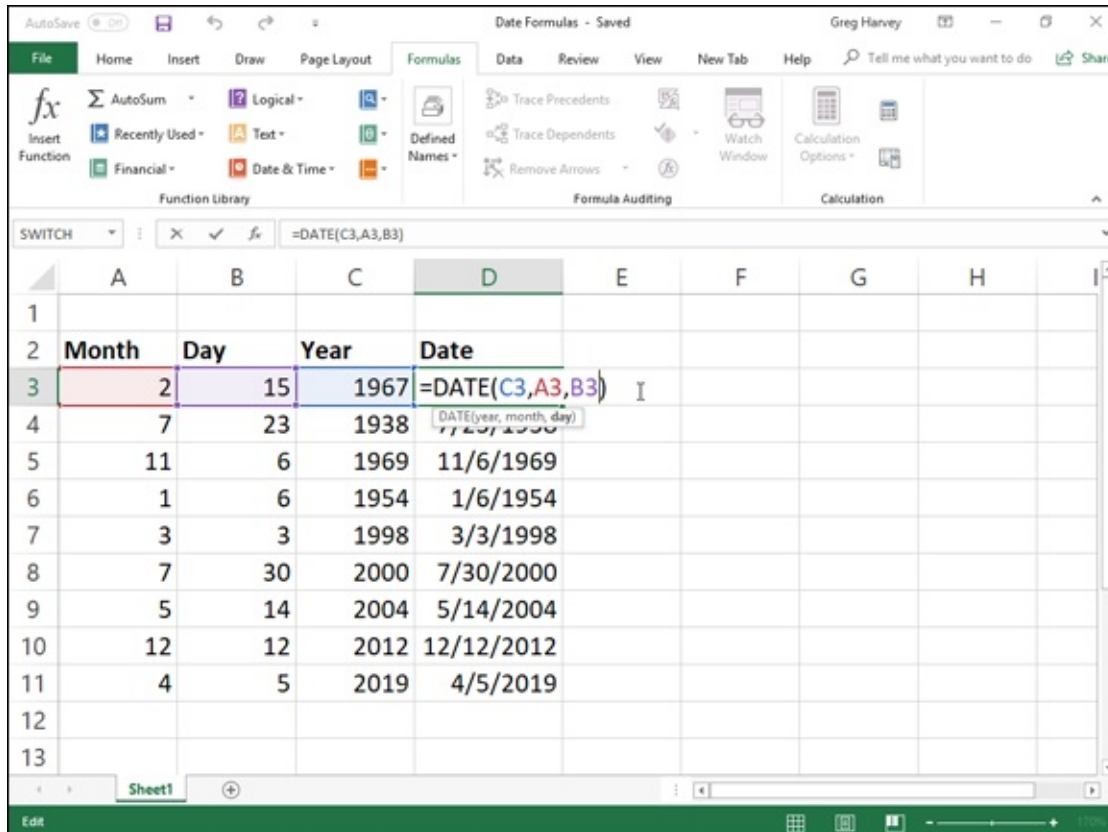 AutoSave Off Date Formulas - Saved Greg Harvey
File Home Insert Draw Page Layout Formulas Data Review View New Tab Help Tell me what you want to do Shar
fx Σ AutoSum Logical Trace Precedents
Insert Function Recently Used Text Defined Names Trace Dependents Watch Window Calculation Options
Financial Date & Time Remove Arrows
Function Library Formula Auditing Calculation
SWITCH fx =DATE(C3,A3,B3)
A B C D E F G H I
1
2 Month Day Year Date
3 2 15 1967 =DATE(C3,A3,B3)
DATE(year, month, day)
4 7 23 1938
5 11 6 1969 11/6/1969
6 1 6 1954 1/6/1954
7 3 3 1998 3/3/1998
8 7 30 2000 7/30/2000
9 5 14 2004 5/14/2004
10 12 12 2012 12/12/2012
11 4 5 2019 4/5/2019
12
13
Sheet1
Edit 170%